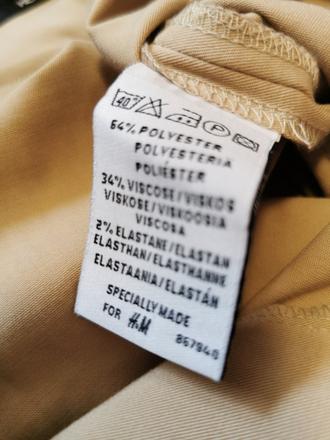 40°
P
64% POLYESTER
POLYESTERIA
POLIÉSTER
34% VISCOSE/VISKOS
VISKOSE/VISKOOSIA
VISCOSA
2% ELASTANE/ELASTAN
ELASTHAN/ELASTHANNE
ELASTAANIA/ELASTÁN
SPECIALLY MADE
FOR H&M
867940